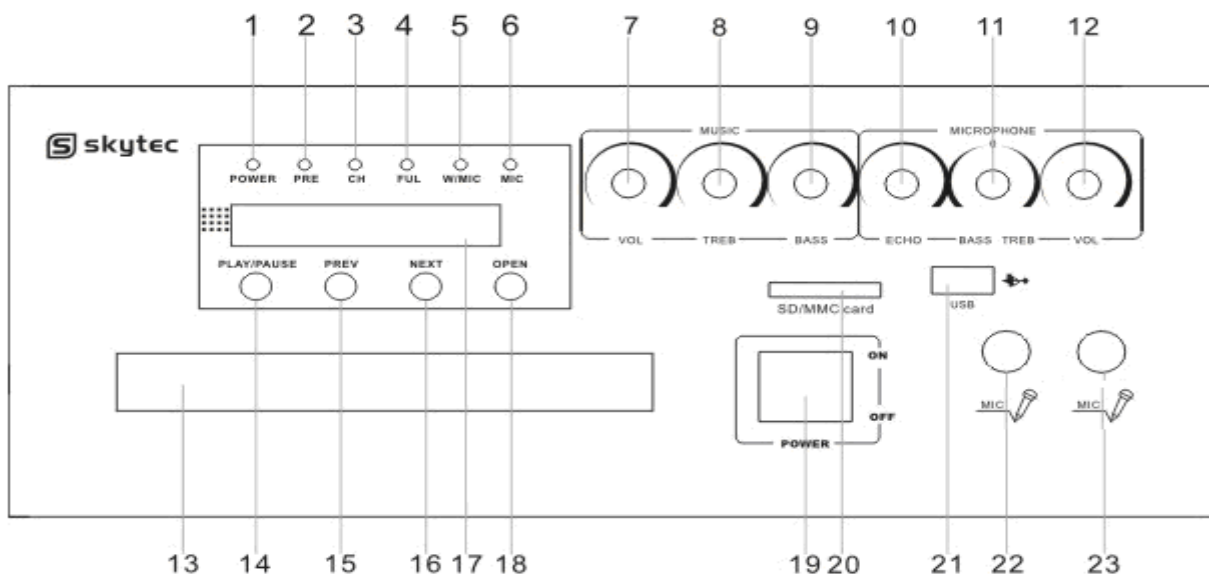 1 2 3 4 5 6 7 8 9 10 11 12
skytec
MUSIC MICROPHONE
POWER PRE CH FUL W/MIC MIC
VOL TREB BASS ECHO BASS TREB VOL
PLAY/PAUSE PREV NEXT OPEN
SD/MMC card
USB
ON
OFF
POWER
MIC MIC
13 14 15 16 17 18 19 20 21 22 23